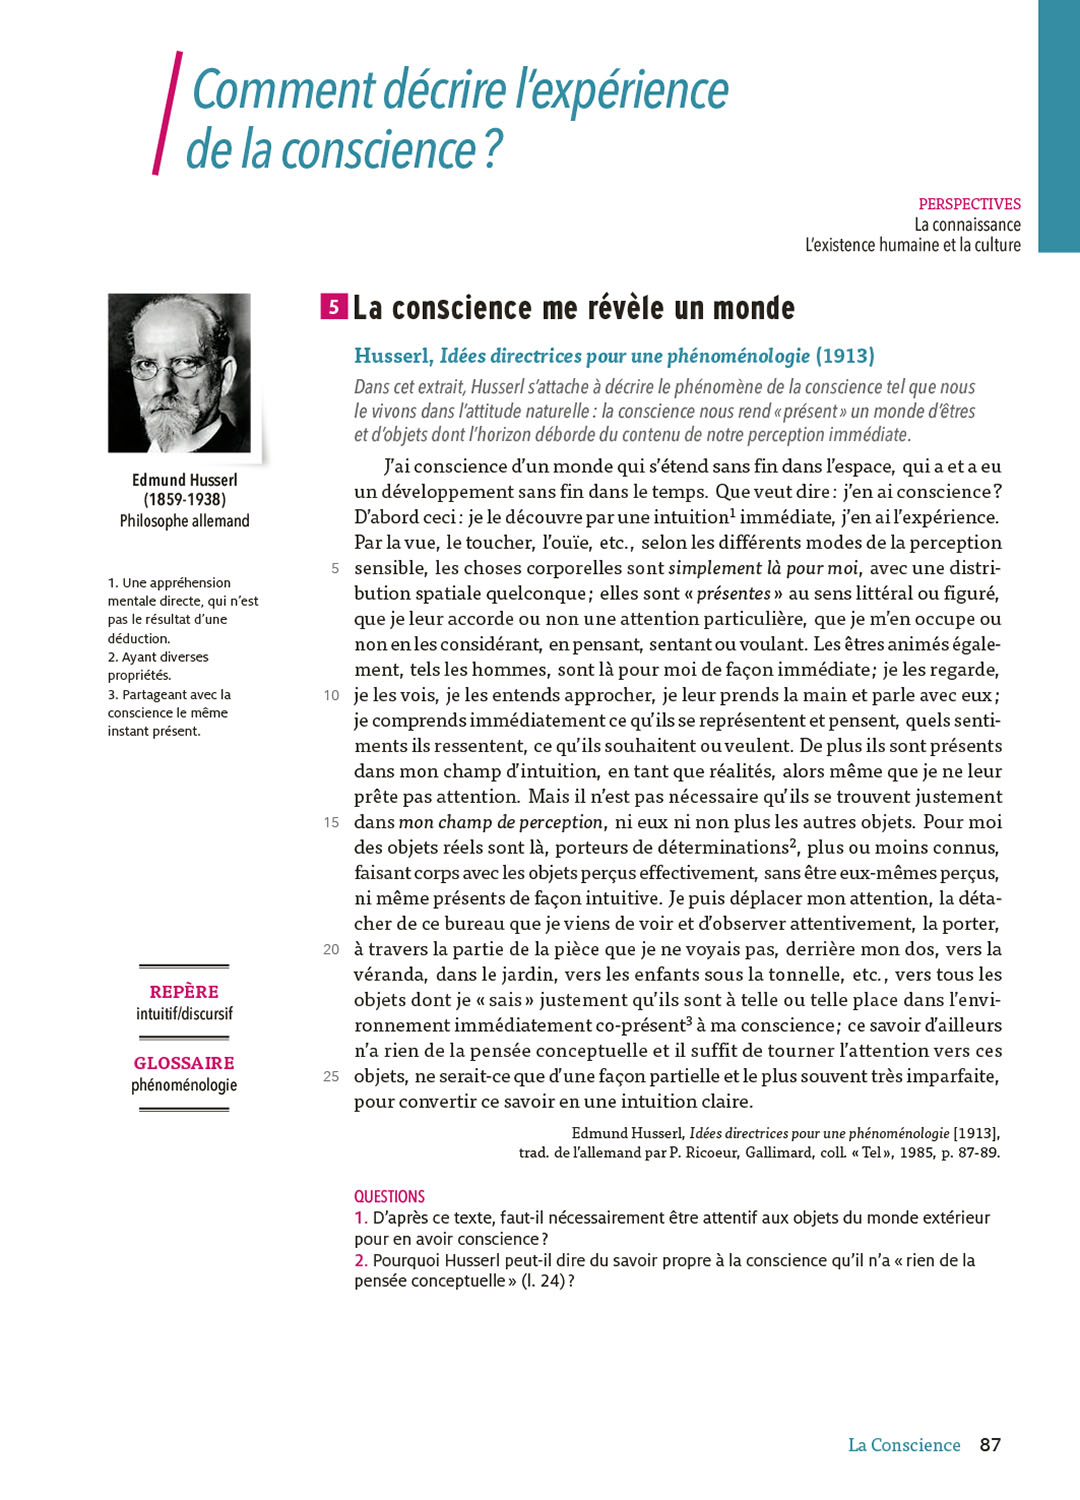 Comment décrire l'expérience
de la conscience ?
PERSPECTIVES
La connaissance
L'existence humaine et la culture
Edmund Husserl
(1859-1938)
Philosophe allemand
1. Une appréhension
mentale directe, qui n'est
pas le résultat d'une
déduction.
2. Ayant diverses
propriétés.
3. Partageant avec la
conscience le même
instant présent.
REPÈRE
intuitif/discursif
GLOSSAIRE
phénoménologie
5 La conscience me révèle un monde
Husserl, Idées directrices pour une phénoménologie (1913)
Dans cet extrait, Husserl s'attache à décrire le phénomène de la conscience tel que nous
le vivons dans l'attitude naturelle : la conscience nous rend « présent » un monde d'êtres
et d'objets dont l'horizon déborde du contenu de notre perception immédiate.
J'ai conscience d'un monde qui s'étend sans fin dans l'espace, qui a et a eu
un développement sans fin dans le temps. Que veut dire : j'en ai conscience ?
D'abord ceci : je le découvre par une intuition¹ immédiate, j'en ai l'expérience.
Par la vue, le toucher, l'ouïe, etc., selon les différents modes de la perception
5 sensible, les choses corporelles sont simplement là pour moi, avec une distri-
bution spatiale quelconque ; elles sont « présentes » au sens littéral ou figuré,
que je leur accorde ou non une attention particulière, que je m'en occupe ou
non en les considérant, en pensant, sentant ou voulant. Les êtres animés égale-
ment, tels les hommes, sont là pour moi de façon immédiate ; je les regarde,
10 je les vois, je les entends approcher, je leur prends la main et parle avec eux ;
je comprends immédiatement ce qu'ils se représentent et pensent, quels senti-
ments ils ressentent, ce qu'ils souhaitent ou veulent. De plus ils sont présents
dans mon champ d'intuition, en tant que réalités, alors même que je ne leur
prête pas attention. Mais il n'est pas nécessaire qu'ils se trouvent justement
15 dans mon champ de perception, ni eux ni non plus les autres objets. Pour moi
des objets réels sont là, porteurs de déterminations², plus ou moins connus,
faisant corps avec les objets perçus effectivement, sans être eux-mêmes perçus,
ni même présents de façon intuitive. Je puis déplacer mon attention, la déta-
cher de ce bureau que je viens de voir et d'observer attentivement, la porter,
20 à travers la partie de la pièce que je ne voyais pas, derrière mon dos, vers la
véranda, dans le jardin, vers les enfants sous la tonnelle, etc., vers tous les
objets dont je « sais » justement qu'ils sont à telle ou telle place dans l'envi-
ronnement immédiatement co-présent³ à ma conscience ; ce savoir d'ailleurs
n'a rien de la pensée conceptuelle et il suffit de tourner l'attention vers ces
25 objets, ne serait-ce que d'une façon partielle et le plus souvent très imparfaite,
pour convertir ce savoir en une intuition claire.
Edmund Husserl, Idées directrices pour une phénoménologie [1913],
trad. de l'allemand par P. Ricoeur, Gallimard, coll. « Tel », 1985, p. 87-89.
QUESTIONS
1. D'après ce texte, faut-il nécessairement être attentif aux objets du monde extérieur
pour en avoir conscience ?
2. Pourquoi Husserl peut-il dire du savoir propre à la conscience qu'il n'a « rien de la
pensée conceptuelle » (l. 24) ?
La Conscience 87